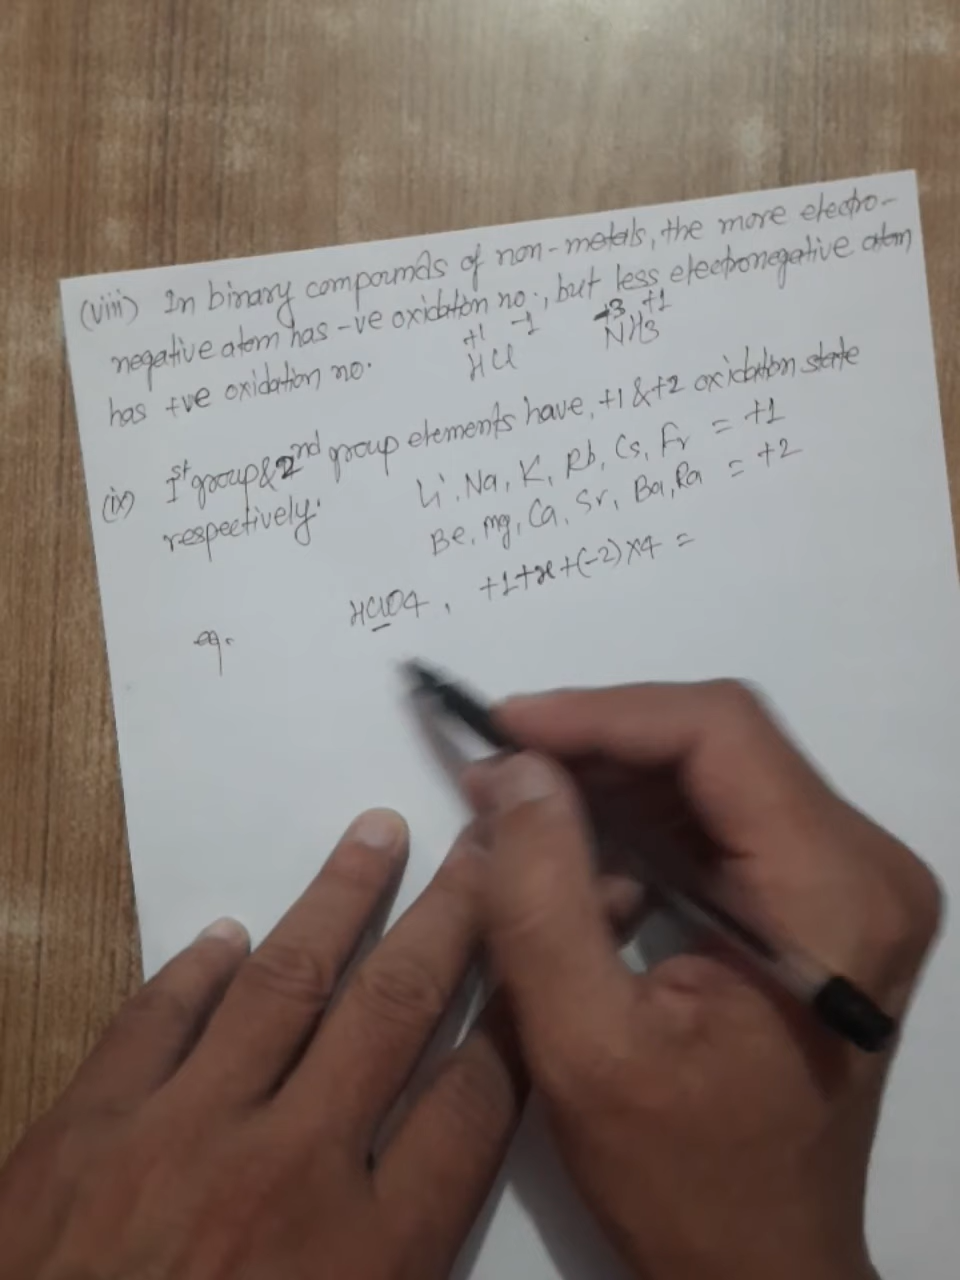 (viii) In binary compounds of non-metals, the more electro-
negative atom has -ve oxidation no., but less electronegative atom
has +ve oxidation no. +1 -1 -3 +1
HCl NH3
(ix) Ist group & 2nd group elements have, +1 & +2 oxidation state
respectively. Li, Na, K, Rb, Cs, Fr = +1
Be, Mg, Ca, Sr, Ba, Ra = +2
eg. HClO4, +1+x+(-2)×4 =